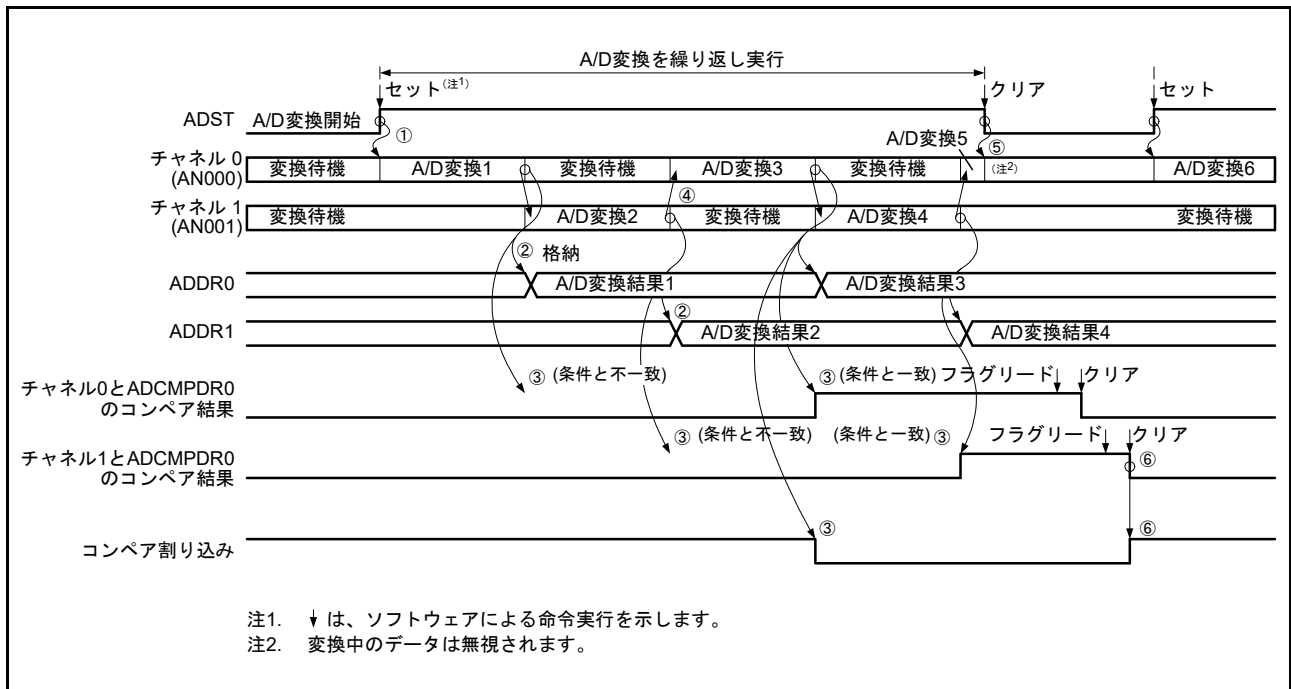 A/D変換を繰り返し実行
セット(注1)
クリア
セット
ADST
A/D変換開始
①
A/D変換5
⑤
チャネル 0
(AN000)
変換待機
A/D変換1
変換待機
A/D変換3
変換待機
(注2)
A/D変換6
④
チャネル 1
(AN001)
変換待機
A/D変換2
変換待機
A/D変換4
変換待機
② 格納
ADDR0
A/D変換結果1
A/D変換結果3
②
ADDR1
A/D変換結果2
A/D変換結果4
チャネル0とADCMPDR0
のコンペア結果
③ (条件と不一致)
③ (条件と一致)
フラグリード
クリア
チャネル1とADCMPDR0
のコンペア結果
③ (条件と不一致)
(条件と一致) ③
フラグリード
クリア
⑥
コンペア割り込み
③
⑥
注1. ↓ は、ソフトウェアによる命令実行を示します。
注2. 変換中のデータは無視されます。